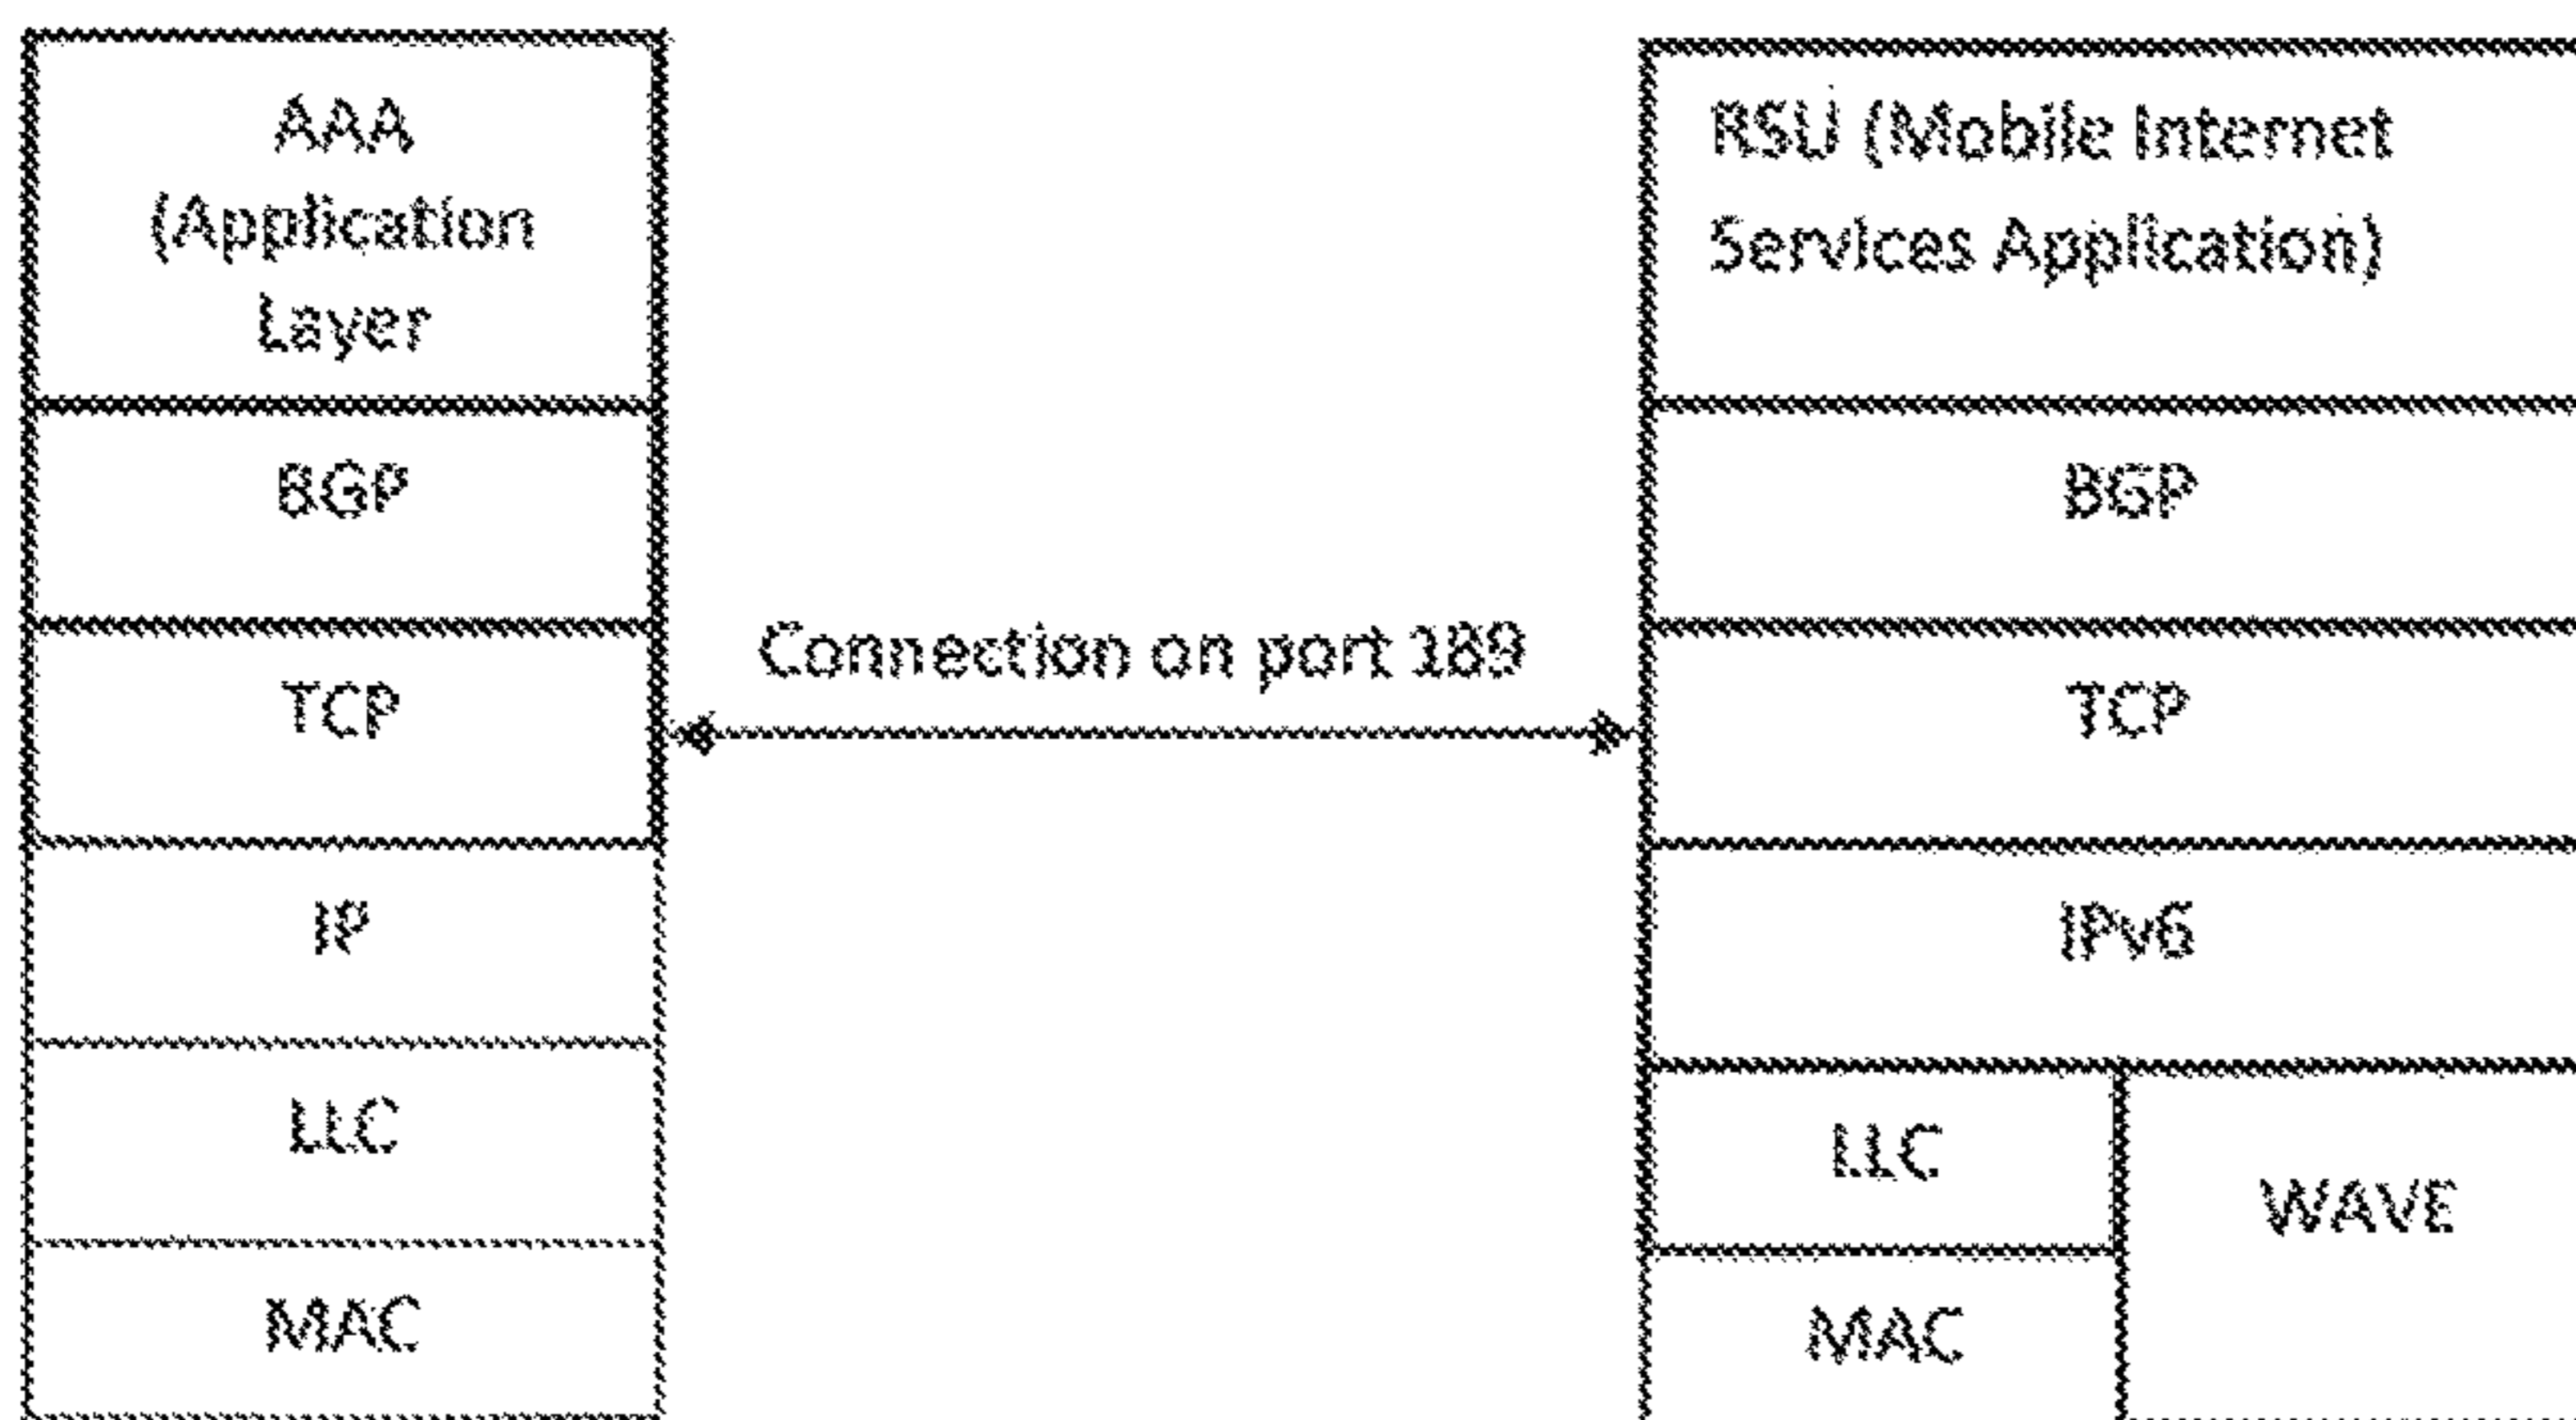 AAA
(Application
Layer
BGP
TCP
IP
LLC
MAC
Connection on port 189
RSU (Mobile Internet
Services Application)
BGP
TCP
IPv6
LLC
MAC
WAVE